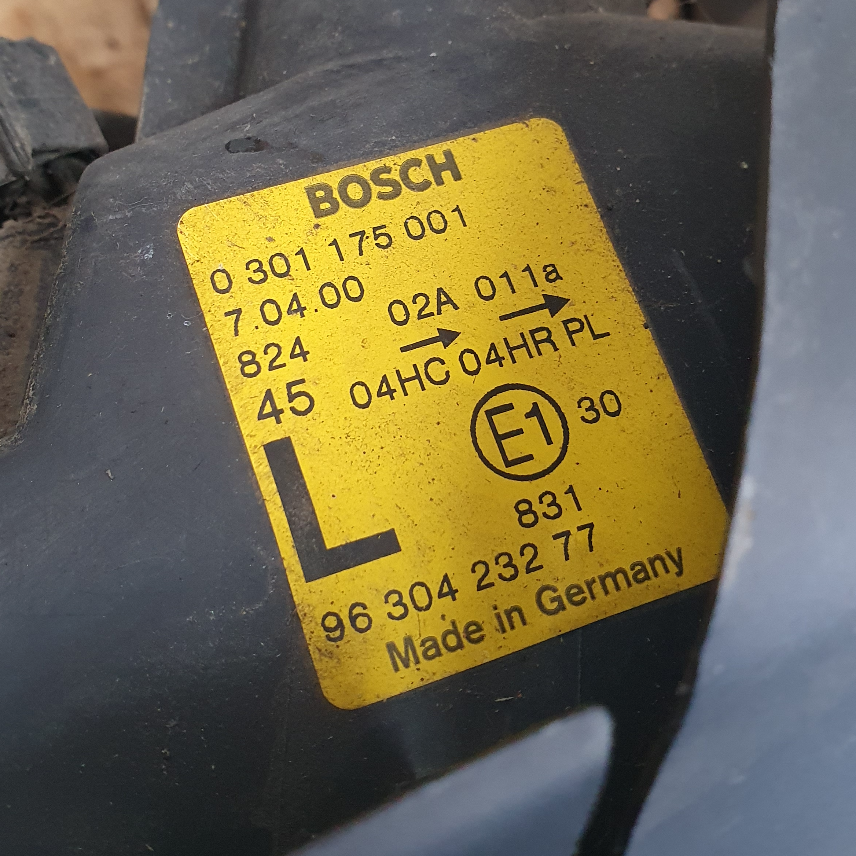 BOSCH
0 301 175 001
7.04.00 02A 011a
824 → →
45 04HC 04HR PL
E1 30
L
831
96 304 232 77
Made in Germany